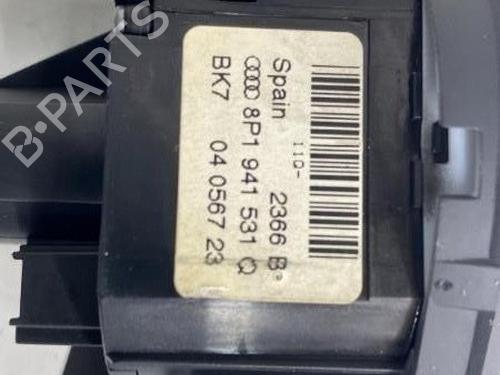 Spain
110-
2366 B
8P1 941 531 Q
BK7 04 0567 23
B-PARTS